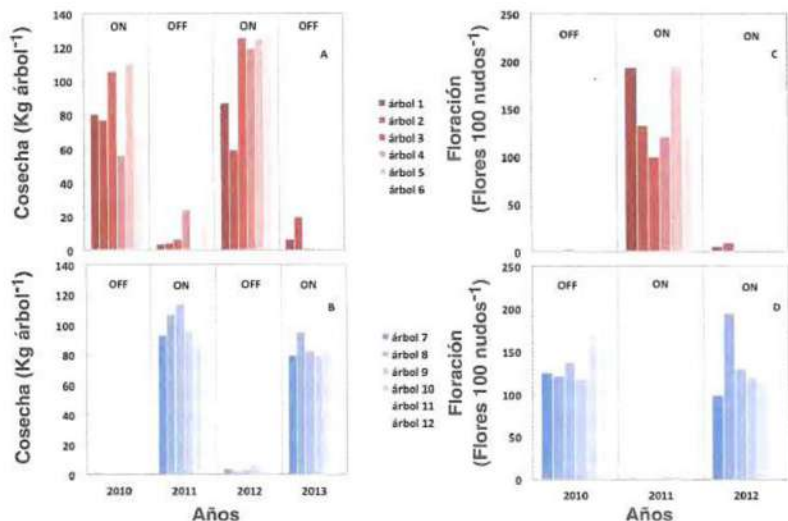 Cosecha (Kg árbol⁻¹)
140
120
100
80
60
40
20
0
ON
OFF
ON
OFF
A
árbol 1
árbol 2
árbol 3
árbol 4
árbol 5
árbol 6
Floración
(Flores 100 nudos⁻¹)
250
200
150
100
50
0
OFF
ON
ON
C
Cosecha (Kg árbol⁻¹)
140
120
100
80
60
40
20
0
OFF
ON
OFF
ON
B
2010
2011
2012
2013
Años
árbol 7
árbol 8
árbol 9
árbol 10
árbol 11
árbol 12
Floración
(Flores 100 nudos⁻¹)
250
200
150
100
50
0
OFF
ON
ON
D
2010
2011
2012
Años